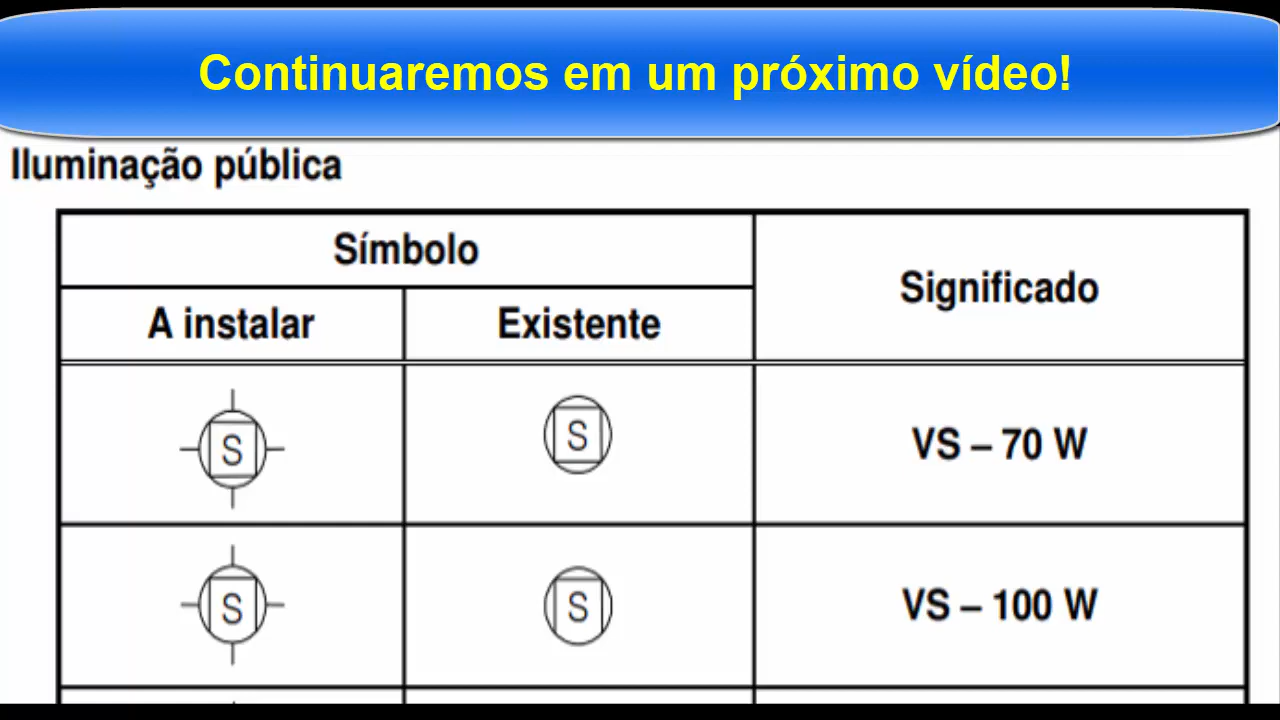 Continuaremos em um próximo vídeo!
Iluminação pública
Símbolo
Significado
A instalar
Existente
S
S
VS – 70 W
S
S
VS – 100 W